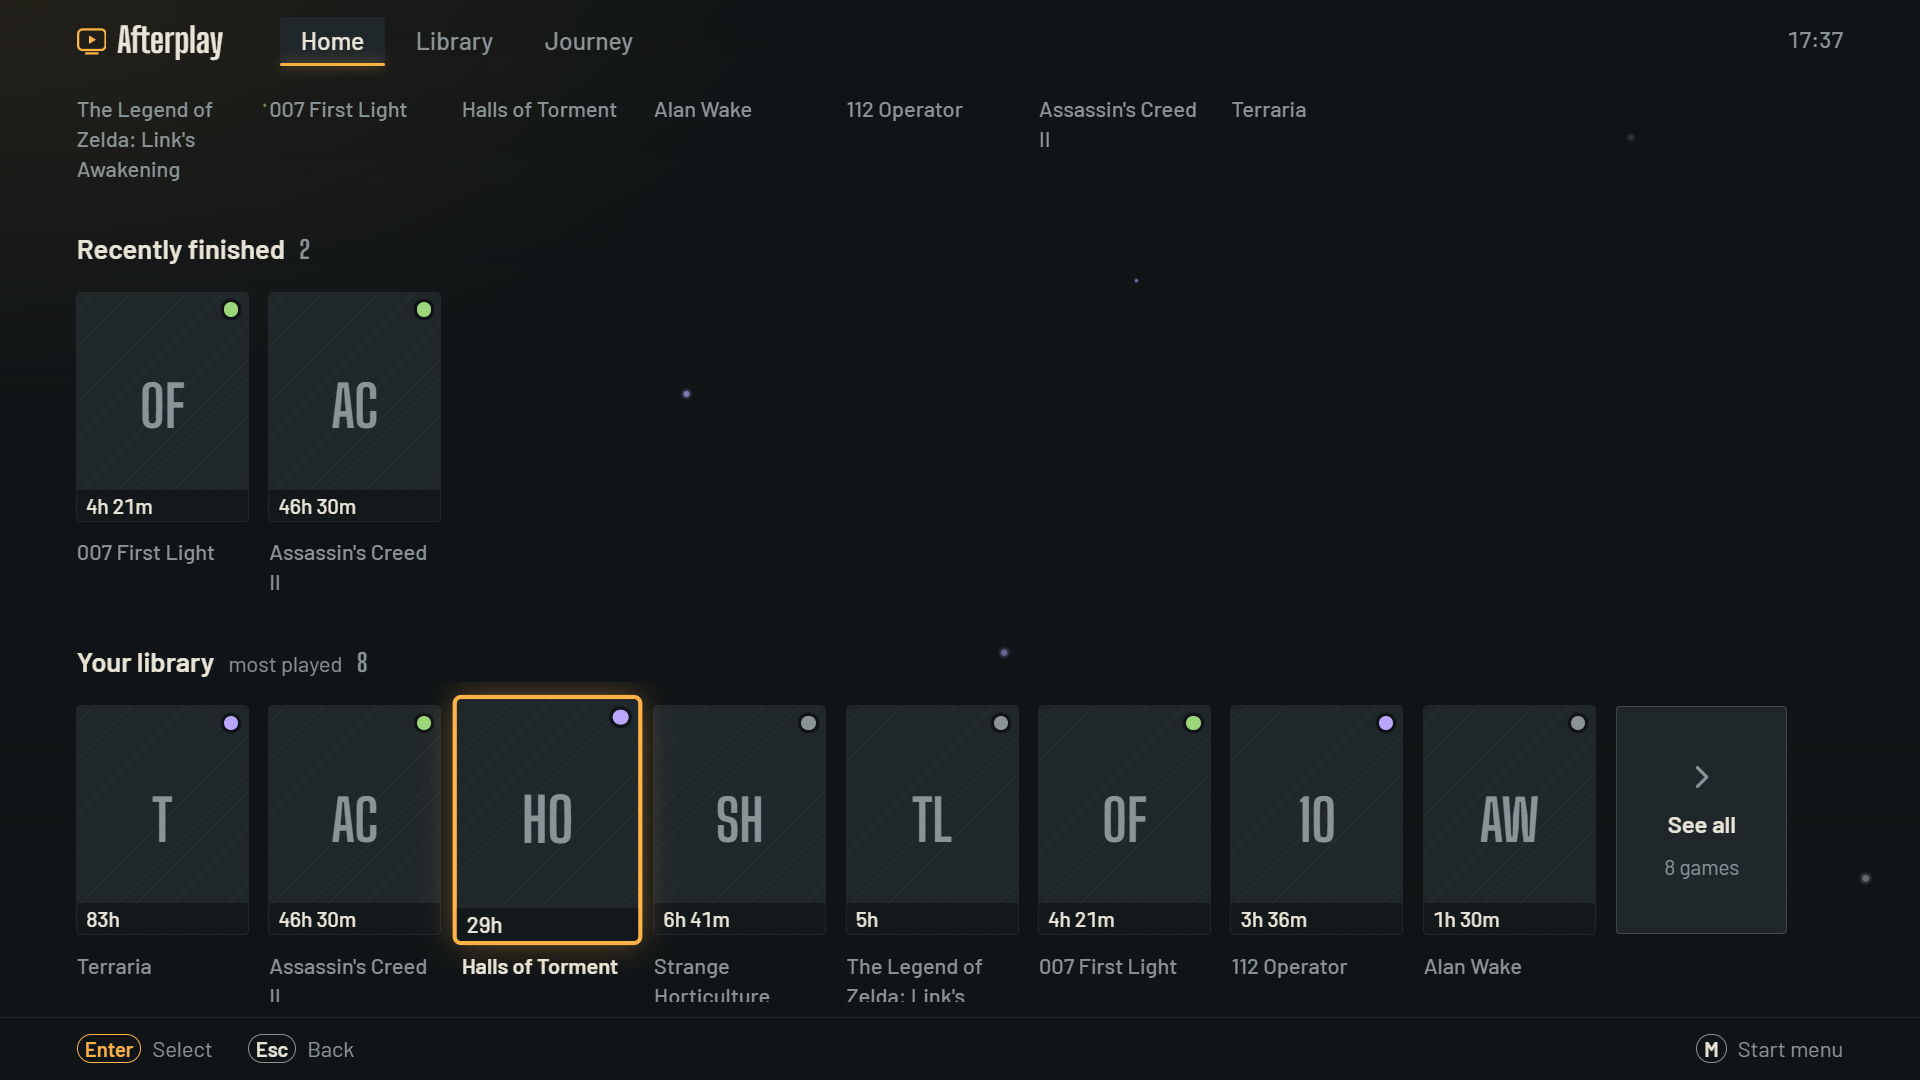 Afterplay
Home
Library
Journey
17:37
The Legend of
Zelda: Link's
Awakening
007 First Light
Halls of Torment
Alan Wake
112 Operator
Assassin's Creed
II
Terraria
Recently finished 2
OF
4h 21m
007 First Light
AC
46h 30m
Assassin's Creed
II
Your library most played 8
T
83h
Terraria
AC
46h 30m
Assassin's Creed
II
HO
29h
Halls of Torment
SH
6h 41m
Strange
Horticulture
TL
5h
The Legend of
Zelda: Link's
OF
4h 21m
007 First Light
10
3h 36m
112 Operator
AW
1h 30m
Alan Wake
See all
8 games
Enter Select
Esc Back
M Start menu